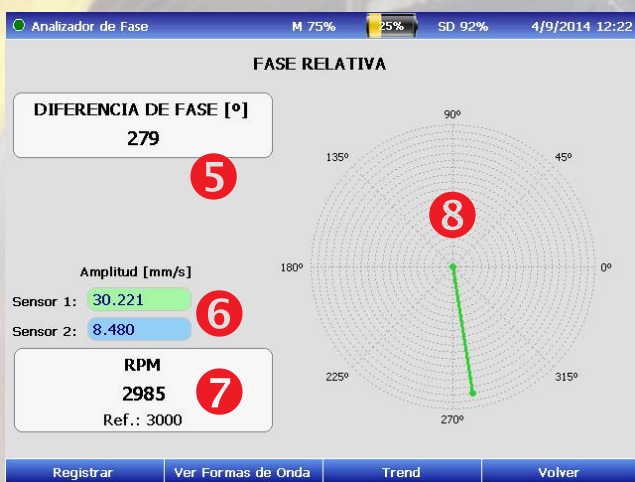 Analizador de Fase M 75% 25% SD 92% 4/9/2014 12:22
FASE RELATIVA
DIFERENCIA DE FASE [º]
279
5
Amplitud [mm/s]
Sensor 1: 30.221
Sensor 2: 8.480
6
RPM
2985
Ref.: 3000
7
90º
135º
45º
8
180º
0º
225º
315º
270º
Registrar Ver Formas de Onda Trend Volver